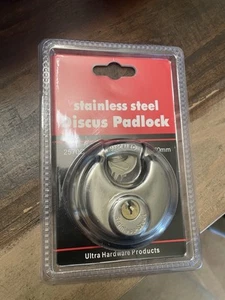 stainless steel
Discus Padlock
Ultra Hardware Products